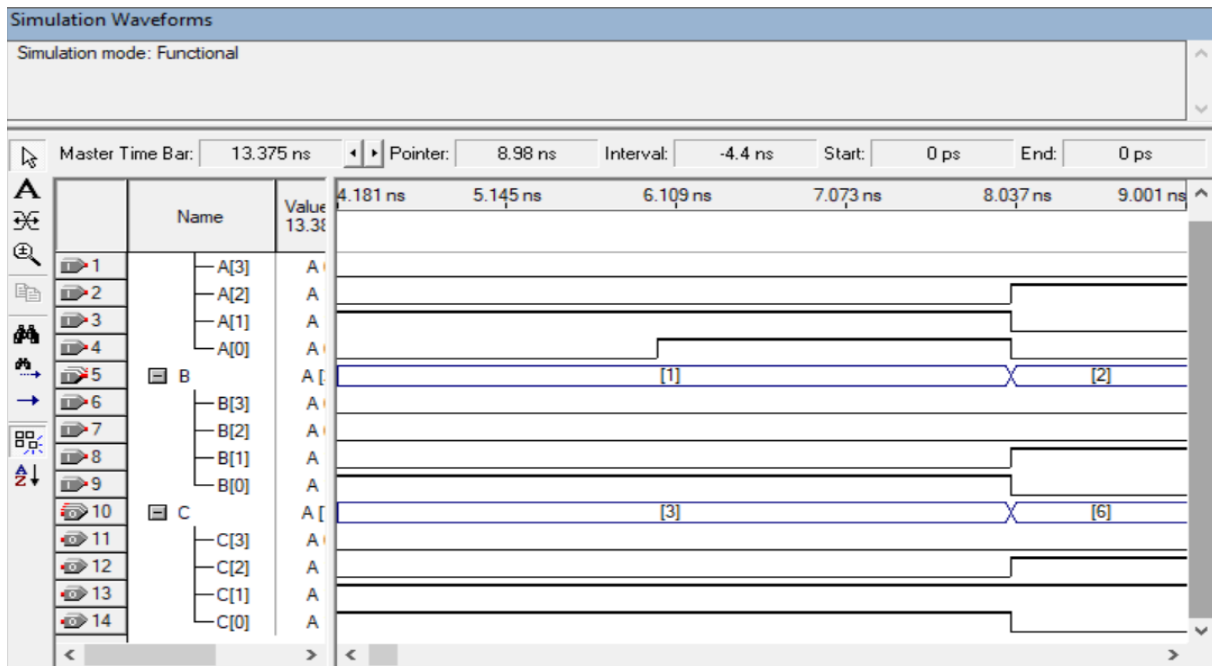 Simulation Waveforms
Simulation mode: Functional
Master Time Bar: 13.375 ns Pointer: 8.98 ns Interval: -4.4 ns Start: 0 ps End: 0 ps
Name Value 13.38 4.181 ns 5.145 ns 6.109 ns 7.073 ns 8.037 ns 9.001 ns
1 A[3] A
2 A[2] A
3 A[1] A
4 A[0] A
5 B A [ [1] [2]
6 B[3] A
7 B[2] A
8 B[1] A
9 B[0] A
10 C A [ [3] [6]
11 C[3] A
12 C[2] A
13 C[1] A
14 C[0] A